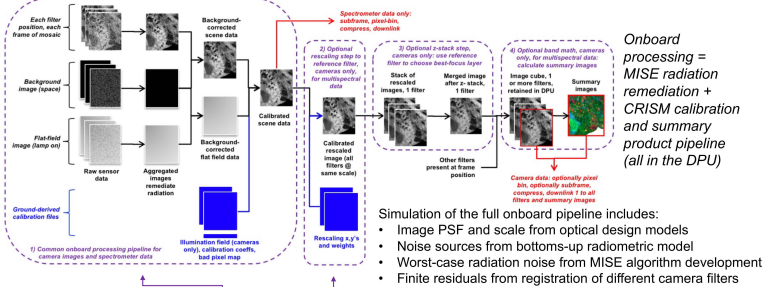 Each filter
position, each
frame of mosaic
Background
image (space)
Flat-field
image (lamp on)
Raw sensor
data
Aggregated
images
remediate
radiation
Background-
corrected
scene data
Background-
corrected
flat field data
Ground-derived
calibration files
Illumination field (cameras
only), calibration coeffs,
bad pixel map
1) Common onboard processing pipeline for
camera images and spectrometer data
Calibrated
scene data
Spectrometer data only:
subframe, pixel-bin,
compress, downlink
2) Optional
rescaling step to
reference filter,
cameras only,
for multispectral
data
Calibrated
rescaled
image (all
filters @
same scale)
Rescaling x,y's
and weights
3) Optional z-stack step,
cameras only: use reference
filter to choose best-focus layer
Stack of
rescaled
images, 1 filter
Merged image
after z- stack,
1 filter
Other filters
present at frame
position
4) Optional band math, cameras
only, for multispectral data:
calculate summary images
Image cube, 1
or more filters,
retained in DPU
Summary
images
Camera data: optionally pixel
bin, optionally subframe,
compress, downlink 1 to all
filters and summary images
Onboard
processing =
MISE radiation
remediation +
CRISM calibration
and summary
product pipeline
(all in the DPU)
Simulation of the full onboard pipeline includes:
• Image PSF and scale from optical design models
• Noise sources from bottoms-up radiometric model
• Worst-case radiation noise from MISE algorithm development
• Finite residuals from registration of different camera filters